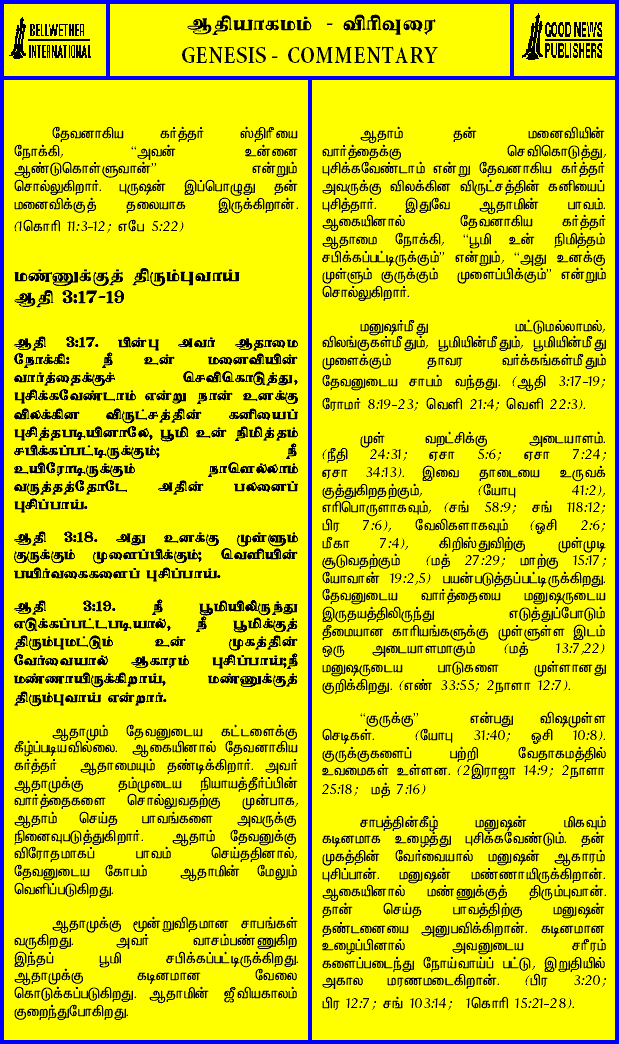 BELLWETHER
INTERNATIONAL
ஆதியாகமம் - விரிவுரை
GENESIS - COMMENTARY
GOOD NEWS
PUBLISHERS
தேவனாகிய கர்த்தர் ஸ்திரீயை
நோக்கி, “அவன் உன்னை
ஆண்டுகொள்ளுவான்” என்றும்
சொல்லுகிறார். புருஷன் இப்பொழுது தன்
மனைவிக்குத் தலையாக இருக்கிறான்.
(1கொரி 11:3-12; எபே 5:22)
மண்ணுக்குத் திரும்புவாய்
ஆதி 3:17-19
ஆதி 3:17. பின்பு அவர் ஆதாமை
நோக்கி: நீ உன் மனைவியின்
வார்த்தைக்குச் செவிகொடுத்து,
புசிக்கவேண்டாம் என்று நான் உனக்கு
விலக்கின விருட்சத்தின் கனியைப்
புசித்தபடியினாலே, பூமி உன் நிமித்தம்
சபிக்கப்பட்டிருக்கும்; நீ
உயிரோடிருக்கும் நாளெல்லாம்
வருத்தத்தோடே அதின் பலனைப்
புசிப்பாய்.
ஆதி 3:18. அது உனக்கு முள்ளும்
குருக்கும் முளைப்பிக்கும்; வெளியின்
பயிர்வகைகளைப் புசிப்பாய்.
ஆதி 3:19. நீ பூமியிலிருந்து
எடுக்கப்பட்டபடியால், நீ பூமிக்குத்
திரும்புமட்டும் உன் முகத்தின்
வேர்வையால் ஆகாரம் புசிப்பாய்;நீ
மண்ணாயிருக்கிறாய், மண்ணுக்குத்
திரும்புவாய் என்றார்.
ஆதாமும் தேவனுடைய கட்டளைக்கு
கீழ்ப்படியவில்லை. ஆகையினால் தேவனாகிய
கர்த்தர் ஆதாமையும் தண்டிக்கிறார். அவர்
ஆதாமுக்கு தம்முடைய நியாயத்தீர்ப்பின்
வார்த்தைகளை சொல்லுவதற்கு முன்பாக,
ஆதாம் செய்த பாவங்களை அவருக்கு
நினைவுபடுத்துகிறார். ஆதாம் தேவனுக்கு
விரோதமாகப் பாவம் செய்ததினால்,
தேவனுடைய கோபம் ஆதாமின் மேலும்
வெளிப்படுகிறது.
ஆதாமுக்கு மூன்றுவிதமான சாபங்கள்
வருகிறது. அவர் வாசம்பண்ணுகிற
இந்தப் பூமி சபிக்கப்பட்டிருக்கிறது.
ஆதாமுக்கு கடினமான வேலை
கொடுக்கப்படுகிறது. ஆதாமின் ஜீவியகாலம்
குறைந்துபோகிறது.
ஆதாம் தன் மனைவியின்
வார்த்தைக்கு செவிகொடுத்து,
புசிக்கவேண்டாம் என்று தேவனாகிய கர்த்தர்
அவருக்கு விலக்கின விருட்சத்தின் கனியைப்
புசித்தார். இதுவே ஆதாமின் பாவம்.
ஆகையினால் தேவனாகிய கர்த்தர்
ஆதாமை நோக்கி, “பூமி உன் நிமித்தம்
சபிக்கப்பட்டிருக்கும்” என்றும், “அது உனக்கு
முள்ளும் குருக்கும் முளைப்பிக்கும்” என்றும்
சொல்லுகிறார்.
மனுஷர்மீது மட்டுமல்லாமல்,
விலங்குகள்மீதும், பூமியின்மீதும், பூமியின்மீது
முளைக்கும் தாவர வர்க்கங்கள்மீதும்
தேவனுடைய சாபம் வந்தது. (ஆதி 3:17-19;
ரோமர் 8:19-23; வெளி 21:4; வெளி 22:3).
முள் வறட்சிக்கு அடையாளம்.
(நீதி 24:31; ஏசா 5:6; ஏசா 7:24;
ஏசா 34:13). இவை தாடையை உருவக்
குத்துகிறதற்கும், (யோபு 41:2),
எரிபொருளாகவும், (சங் 58:9; சங் 118:12;
பிர 7:6), வேலிகளாகவும் (ஓசி 2:6;
மீகா 7:4), கிறிஸ்துவிற்கு முள்முடி
சூடுவதற்கும் (மத் 27:29; மாற்கு 15:17;
யோவான் 19:2,5) பயன்படுத்தப்பட்டிருக்கிறது.
தேவனுடைய வார்த்தையை மனுஷருடைய
இருதயத்திலிருந்து எடுத்துப்போடும்
தீமையான காரியங்களுக்கு முள்ளுள்ள இடம்
ஒரு அடையாளமாகும் (மத் 13:7,22)
மனுஷருடைய பாடுகளை முள்ளானது
குறிக்கிறது. (எண் 33:55; 2நாளா 12:7).
“குருக்கு” என்பது விஷமுள்ள
செடிகள். (யோபு 31:40; ஓசி 10:8).
குருக்குகளைப் பற்றி வேதாகமத்தில்
உவமைகள் உள்ளன. (2இராஜா 14:9; 2நாளா
25:18; மத் 7:16)
சாபத்தின்கீழ் மனுஷன் மிகவும்
கடினமாக உழைத்து புசிக்கவேண்டும். தன்
முகத்தின் வேர்வையால் மனுஷன் ஆகாரம்
புசிப்பான். மனுஷன் மண்ணாயிருக்கிறான்.
ஆகையினால் மண்ணுக்குத் திரும்புவான்.
தான் செய்த பாவத்திற்கு மனுஷன்
தண்டனையை அனுபவிக்கிறான். கடினமான
உழைப்பினால் அவனுடைய சரீரம்
களைப்படைந்து நோய்வாய்ப் பட்டு, இறுதியில்
அகால மரணமடைகிறான். (பிர 3:20;
பிர 12:7; சங் 103:14; 1கொரி 15:21-28).